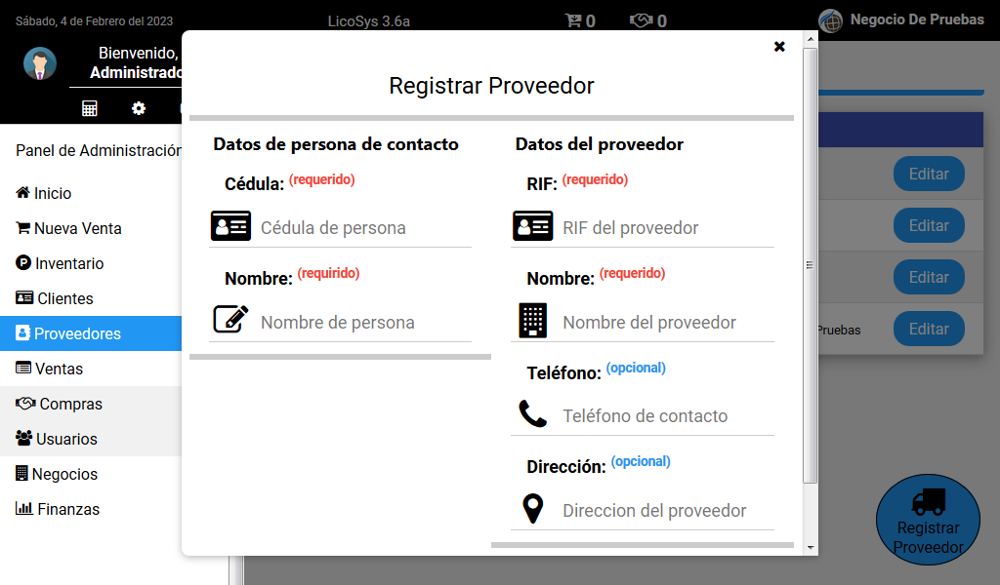 Sábado, 4 de Febrero del 2023
LicoSys 3.6a
0
0
Negocio De Pruebas
Bienvenido,
Administrado
Panel de Administración
Inicio
Nueva Venta
Inventario
Clientes
Proveedores
Ventas
Compras
Usuarios
Negocios
Finanzas
Registrar Proveedor
Datos de persona de contacto
Cédula: (requerido)
Cédula de persona
Nombre: (requirido)
Nombre de persona
Datos del proveedor
RIF: (requerido)
RIF del proveedor
Nombre: (requerido)
Nombre del proveedor
Teléfono: (opcional)
Teléfono de contacto
Dirección: (opcional)
Direccion del proveedor
Editar
Editar
Editar
Pruebas
Editar
Registrar
Proveedor